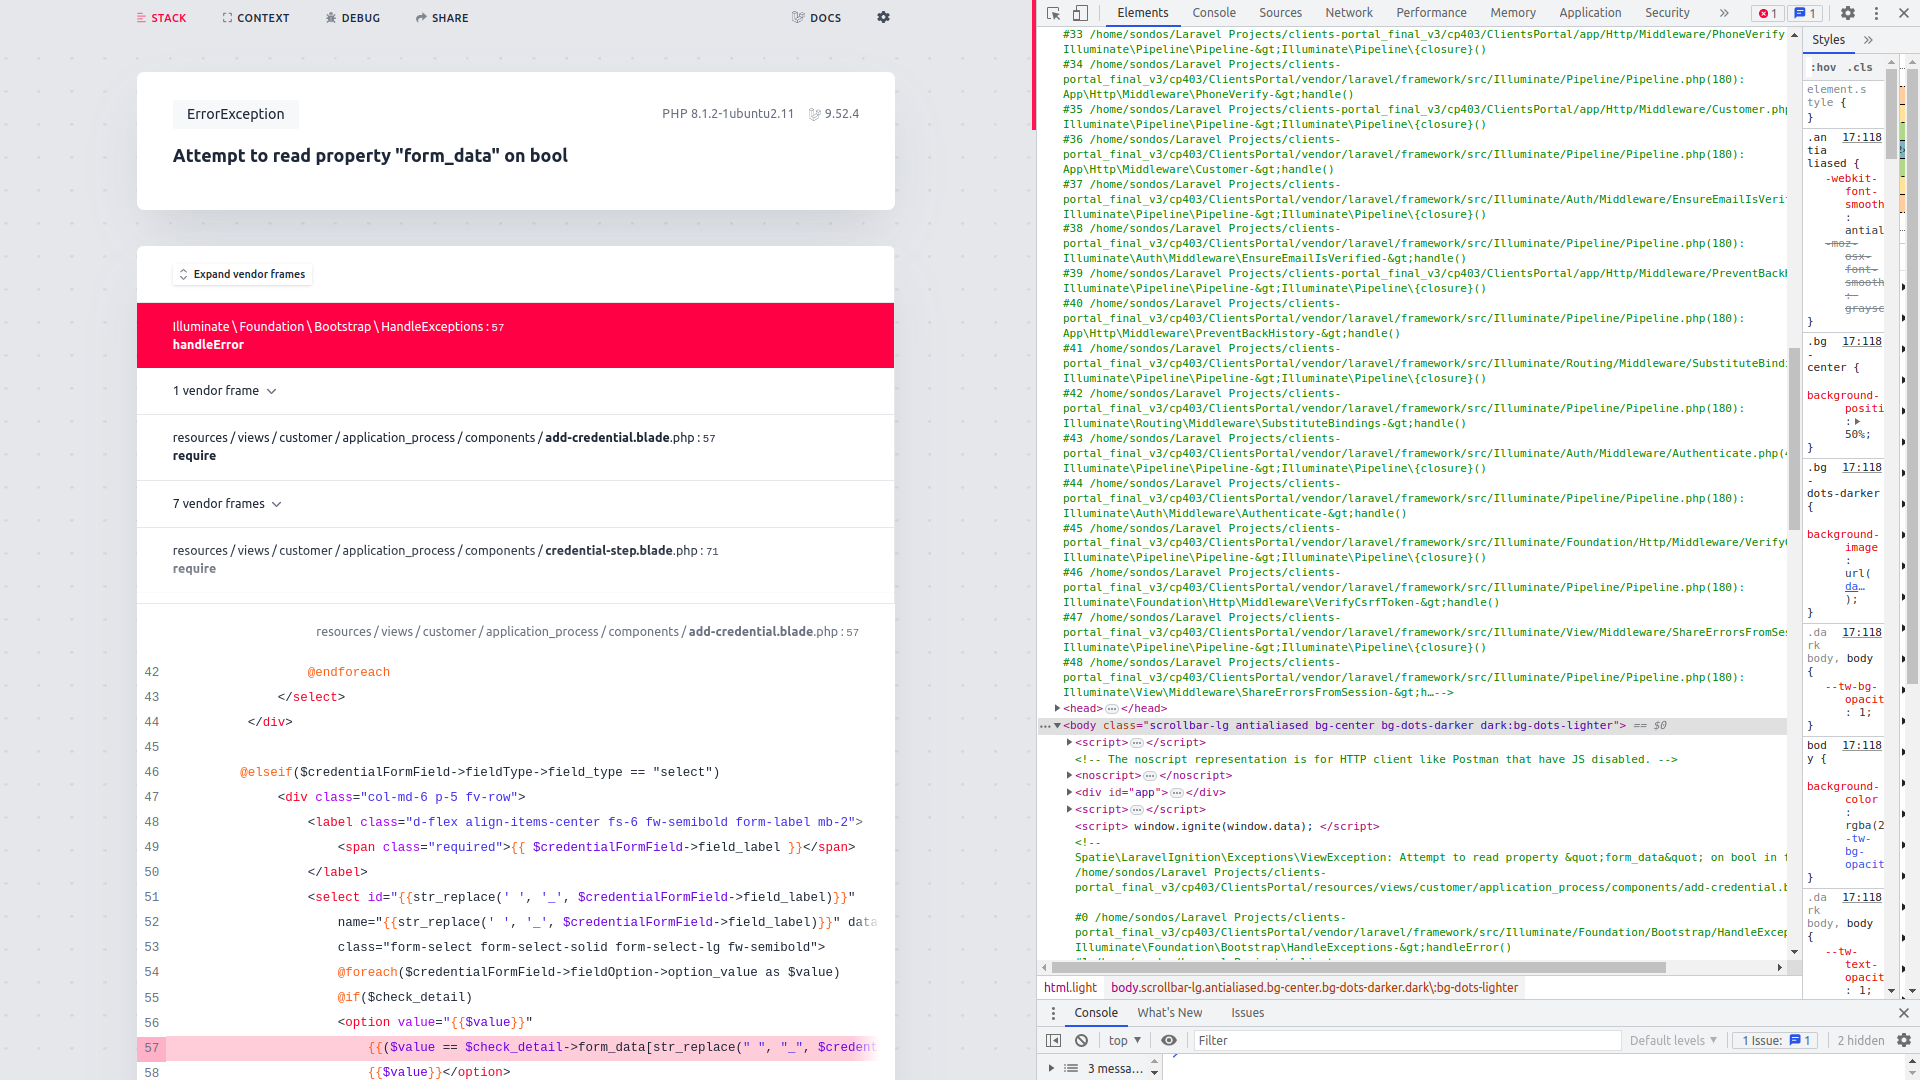 STACK
CONTEXT
DEBUG
SHARE
DOCS
ErrorException
PHP 8.1.2-1ubuntu2.11
9.52.4
Attempt to read property "form_data" on bool
Expand vendor frames
Illuminate \ Foundation \ Bootstrap \ HandleExceptions : 57
handleError
1 vendor frame
resources / views / customer / application_process / components / add-credential.blade.php : 57
require
7 vendor frames
resources / views / customer / application_process / components / credential-step.blade.php : 71
require
resources / views / customer / application_process / components / add-credential.blade.php : 57
42 @endforeach
43 </select>
44 </div>
45
46 @elseif($credentialFormField->fieldType->field_type == "select")
47 <div class="col-md-6 p-5 fv-row">
48 <label class="d-flex align-items-center fs-6 fw-semibold form-label mb-2">
49 <span class="required">{{ $credentialFormField->field_label }}</span>
50 </label>
51 <select id="{{str_replace(' ', '_', $credentialFormField->field_label)}}"
52 name="{{str_replace(' ', '_', $credentialFormField->field_label)}}" data
53 class="form-select form-select-solid form-select-lg fw-semibold">
54 @foreach($credentialFormField->fieldOption->option_value as $value)
55 @if($check_detail)
56 <option value="{{$value}}"
57 {{($value == $check_detail->form_data[str_replace(" ", "_", $credent
58 {{$value}}</option>
Elements
Console
Sources
Network
Performance
Memory
Application
Security
»
1
1
#33 /home/sondos/Laravel Projects/clients-portal_final_v3/cp403/ClientsPortal/app/Http/Middleware/PhoneVerify
Illuminate\Pipeline\Pipeline-&gt;Illuminate\Pipeline\{closure}()
#34 /home/sondos/Laravel Projects/clients-
portal_final_v3/cp403/ClientsPortal/vendor/laravel/framework/src/Illuminate/Pipeline/Pipeline.php(180):
App\Http\Middleware\PhoneVerify-&gt;handle()
#35 /home/sondos/Laravel Projects/clients-portal_final_v3/cp403/ClientsPortal/app/Http/Middleware/Customer.php
Illuminate\Pipeline\Pipeline-&gt;Illuminate\Pipeline\{closure}()
#36 /home/sondos/Laravel Projects/clients-
portal_final_v3/cp403/ClientsPortal/vendor/laravel/framework/src/Illuminate/Pipeline/Pipeline.php(180):
App\Http\Middleware\Customer-&gt;handle()
#37 /home/sondos/Laravel Projects/clients-
portal_final_v3/cp403/ClientsPortal/vendor/laravel/framework/src/Illuminate/Auth/Middleware/EnsureEmailIsVerif
Illuminate\Pipeline\Pipeline-&gt;Illuminate\Pipeline\{closure}()
#38 /home/sondos/Laravel Projects/clients-
portal_final_v3/cp403/ClientsPortal/vendor/laravel/framework/src/Illuminate/Pipeline/Pipeline.php(180):
Illuminate\Auth\Middleware\EnsureEmailIsVerified-&gt;handle()
#39 /home/sondos/Laravel Projects/clients-portal_final_v3/cp403/ClientsPortal/app/Http/Middleware/PreventBackH
Illuminate\Pipeline\Pipeline-&gt;Illuminate\Pipeline\{closure}()
#40 /home/sondos/Laravel Projects/clients-
portal_final_v3/cp403/ClientsPortal/vendor/laravel/framework/src/Illuminate/Pipeline/Pipeline.php(180):
App\Http\Middleware\PreventBackHistory-&gt;handle()
#41 /home/sondos/Laravel Projects/clients-
portal_final_v3/cp403/ClientsPortal/vendor/laravel/framework/src/Illuminate/Routing/Middleware/SubstituteBindi
Illuminate\Pipeline\Pipeline-&gt;Illuminate\Pipeline\{closure}()
#42 /home/sondos/Laravel Projects/clients-
portal_final_v3/cp403/ClientsPortal/vendor/laravel/framework/src/Illuminate/Pipeline/Pipeline.php(180):
Illuminate\Routing\Middleware\SubstituteBindings-&gt;handle()
#43 /home/sondos/Laravel Projects/clients-
portal_final_v3/cp403/ClientsPortal/vendor/laravel/framework/src/Illuminate/Auth/Middleware/Authenticate.php(4
Illuminate\Pipeline\Pipeline-&gt;Illuminate\Pipeline\{closure}()
#44 /home/sondos/Laravel Projects/clients-
portal_final_v3/cp403/ClientsPortal/vendor/laravel/framework/src/Illuminate/Pipeline/Pipeline.php(180):
Illuminate\Auth\Middleware\Authenticate-&gt;handle()
#45 /home/sondos/Laravel Projects/clients-
portal_final_v3/cp403/ClientsPortal/vendor/laravel/framework/src/Illuminate/Foundation/Http/Middleware/VerifyC
Illuminate\Pipeline\Pipeline-&gt;Illuminate\Pipeline\{closure}()
#46 /home/sondos/Laravel Projects/clients-
portal_final_v3/cp403/ClientsPortal/vendor/laravel/framework/src/Illuminate/Pipeline/Pipeline.php(180):
Illuminate\Foundation\Http\Middleware\VerifyCsrfToken-&gt;handle()
#47 /home/sondos/Laravel Projects/clients-
portal_final_v3/cp403/ClientsPortal/vendor/laravel/framework/src/Illuminate/View/Middleware/ShareErrorsFromSes
Illuminate\Pipeline\Pipeline-&gt;Illuminate\Pipeline\{closure}()
#48 /home/sondos/Laravel Projects/clients-
portal_final_v3/cp403/ClientsPortal/vendor/laravel/framework/src/Illuminate/Pipeline/Pipeline.php(180):
Illuminate\View\Middleware\ShareErrorsFromSession-&gt;h…-->
<head>…</head>
<body class="scrollbar-lg antialiased bg-center bg-dots-darker dark:bg-dots-lighter"> == $0
<script>…</script>
<!-- The noscript representation is for HTTP client like Postman that have JS disabled. -->
<noscript>…</noscript>
<div id="app">…</div>
<script>…</script>
<script> window.ignite(window.data); </script>
<!--
Spatie\LaravelIgnition\Exceptions\ViewException: Attempt to read property &quot;form_data&quot; on bool in f
/home/sondos/Laravel Projects/clients-
portal_final_v3/cp403/ClientsPortal/resources/views/customer/application_process/components/add-credential.b
#0 /home/sondos/Laravel Projects/clients-
portal_final_v3/cp403/ClientsPortal/vendor/laravel/framework/src/Illuminate/Foundation/Bootstrap/HandleExcep
Illuminate\Foundation\Bootstrap\HandleExceptions-&gt;handleError()
html.light
body.scrollbar-lg.antialiased.bg-center.bg-dots-darker.dark\:bg-dots-lighter
Styles
»
:hov .cls
element.s
tyle {
}
.an 17:118
tia
liased {
-webkit-
font-
smooth
:
antial
-moz-
osx-
font-
smooth
:
graysc
}
.bg 17:118
-
center {
background-
positi
:
50%;
}
.bg 17:118
-
dots-darker
{
background-
image
:
url(
da…
);
}
.da 17:118
rk
body, body
{
--tw-bg-
opacit
: 1;
}
bod 17:118
y {
background-
color
:
rgba(2
-tw-
bg-
opacit
}
.da 17:118
rk
body, body
{
--tw-
text-
opacit
: 1;
Console
What's New
Issues
top
Filter
Default levels
1 Issue: 1
2 hidden
3 messa…